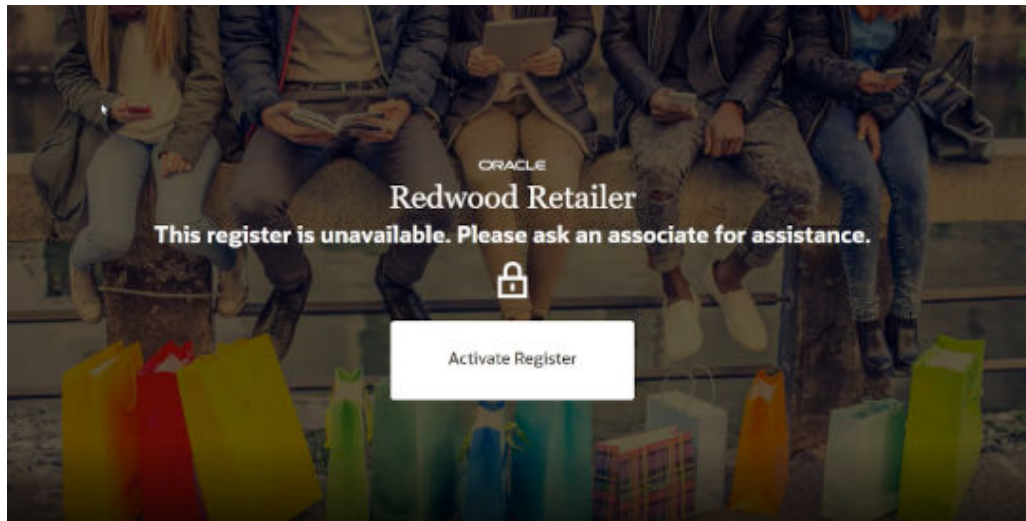 ORACLE
Redwood Retailer
This register is unavailable. Please ask an associate for assistance.
Activate Register